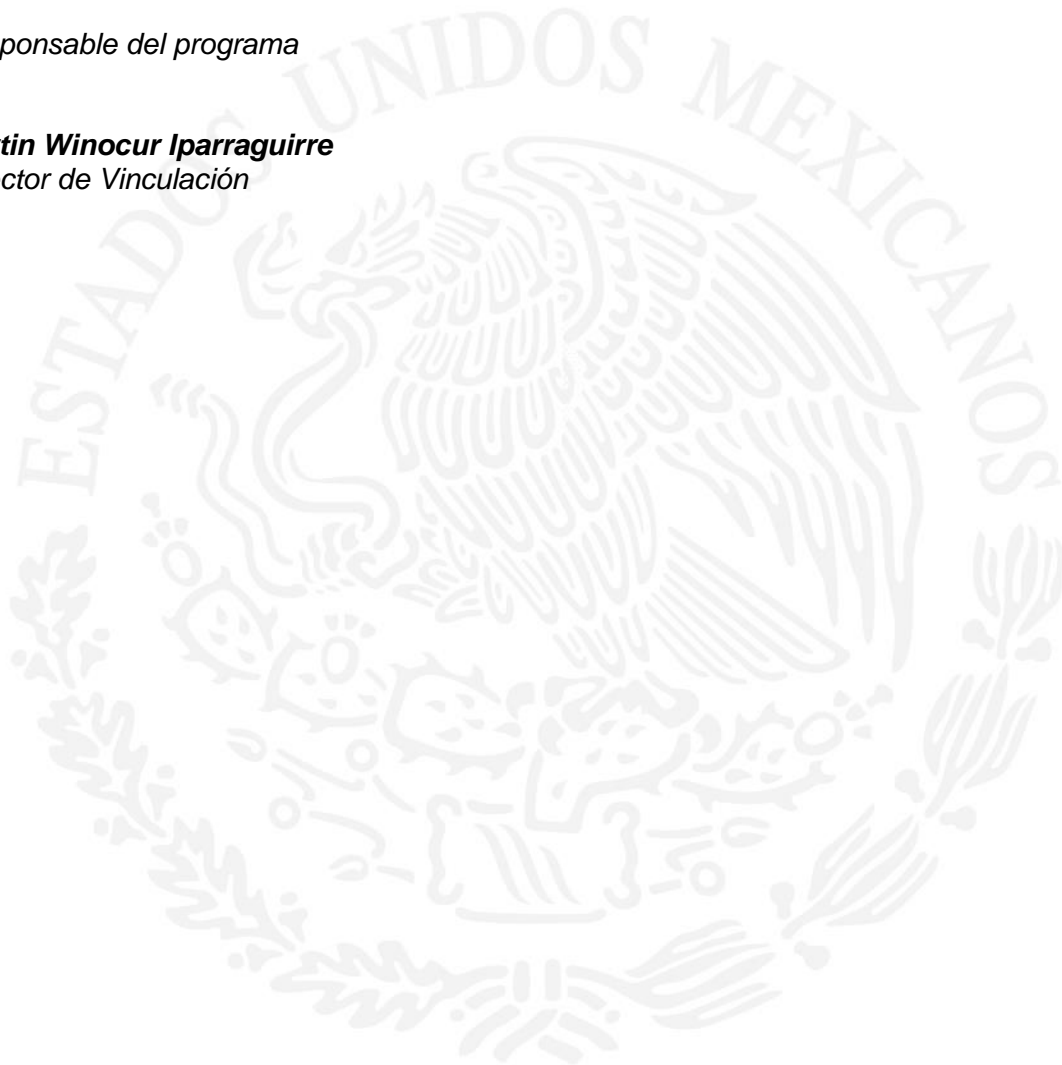 ponsable del programa
tin Winocur Iparraguirre
ctor de Vinculación
ESTADOS UNIDOS MEXICANOS